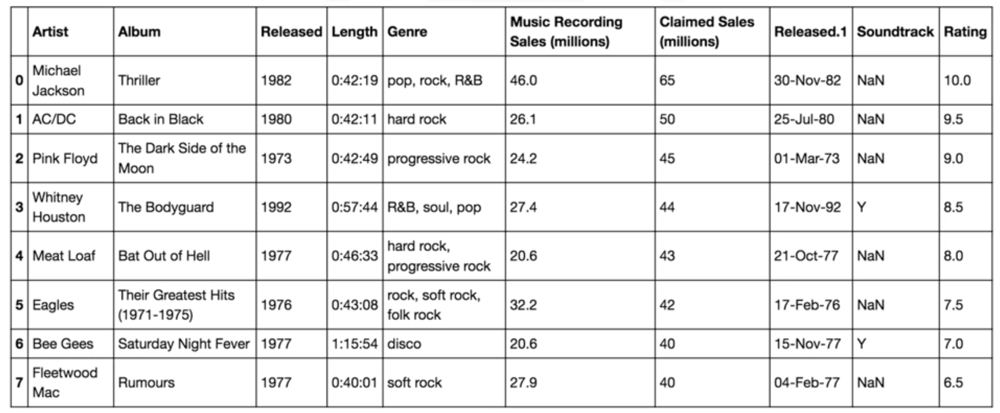 Artist Album Released Length Genre Music Recording Sales (millions) Claimed Sales (millions) Released.1 Soundtrack Rating
0 Michael Jackson Thriller 1982 0:42:19 pop, rock, R&B 46.0 65 30-Nov-82 NaN 10.0
1 AC/DC Back in Black 1980 0:42:11 hard rock 26.1 50 25-Jul-80 NaN 9.5
2 Pink Floyd The Dark Side of the Moon 1973 0:42:49 progressive rock 24.2 45 01-Mar-73 NaN 9.0
3 Whitney Houston The Bodyguard 1992 0:57:44 R&B, soul, pop 27.4 44 17-Nov-92 Y 8.5
4 Meat Loaf Bat Out of Hell 1977 0:46:33 hard rock, progressive rock 20.6 43 21-Oct-77 NaN 8.0
5 Eagles Their Greatest Hits (1971-1975) 1976 0:43:08 rock, soft rock, folk rock 32.2 42 17-Feb-76 NaN 7.5
6 Bee Gees Saturday Night Fever 1977 1:15:54 disco 20.6 40 15-Nov-77 Y 7.0
7 Fleetwood Mac Rumours 1977 0:40:01 soft rock 27.9 40 04-Feb-77 NaN 6.5